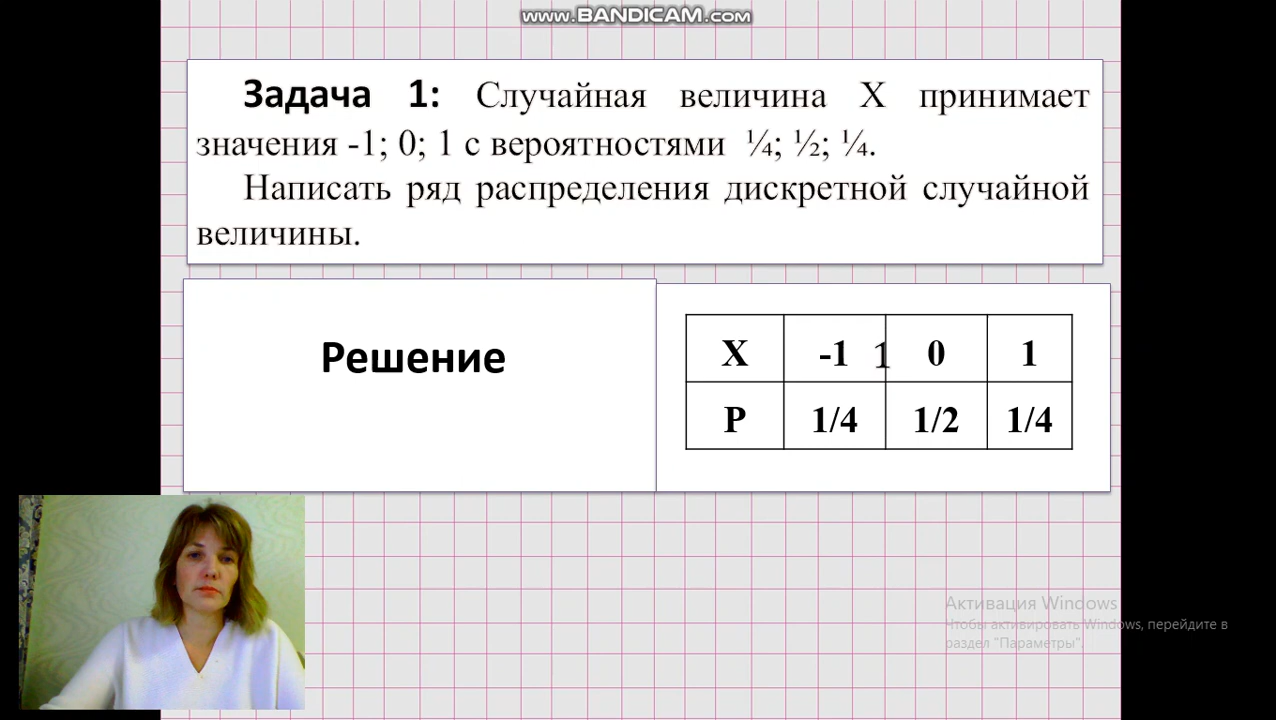 www.BANDICAM.com
Задача 1: Случайная величина X принимает
значения -1; 0; 1 с вероятностями ¼; ½; ¼.
Написать ряд распределения дискретной случайной
величины.
Решение
X -1 1 0 1
P 1/4 1/2 1/4
Активация Windows
Чтобы активировать Windows, перейдите в
раздел "Параметры".